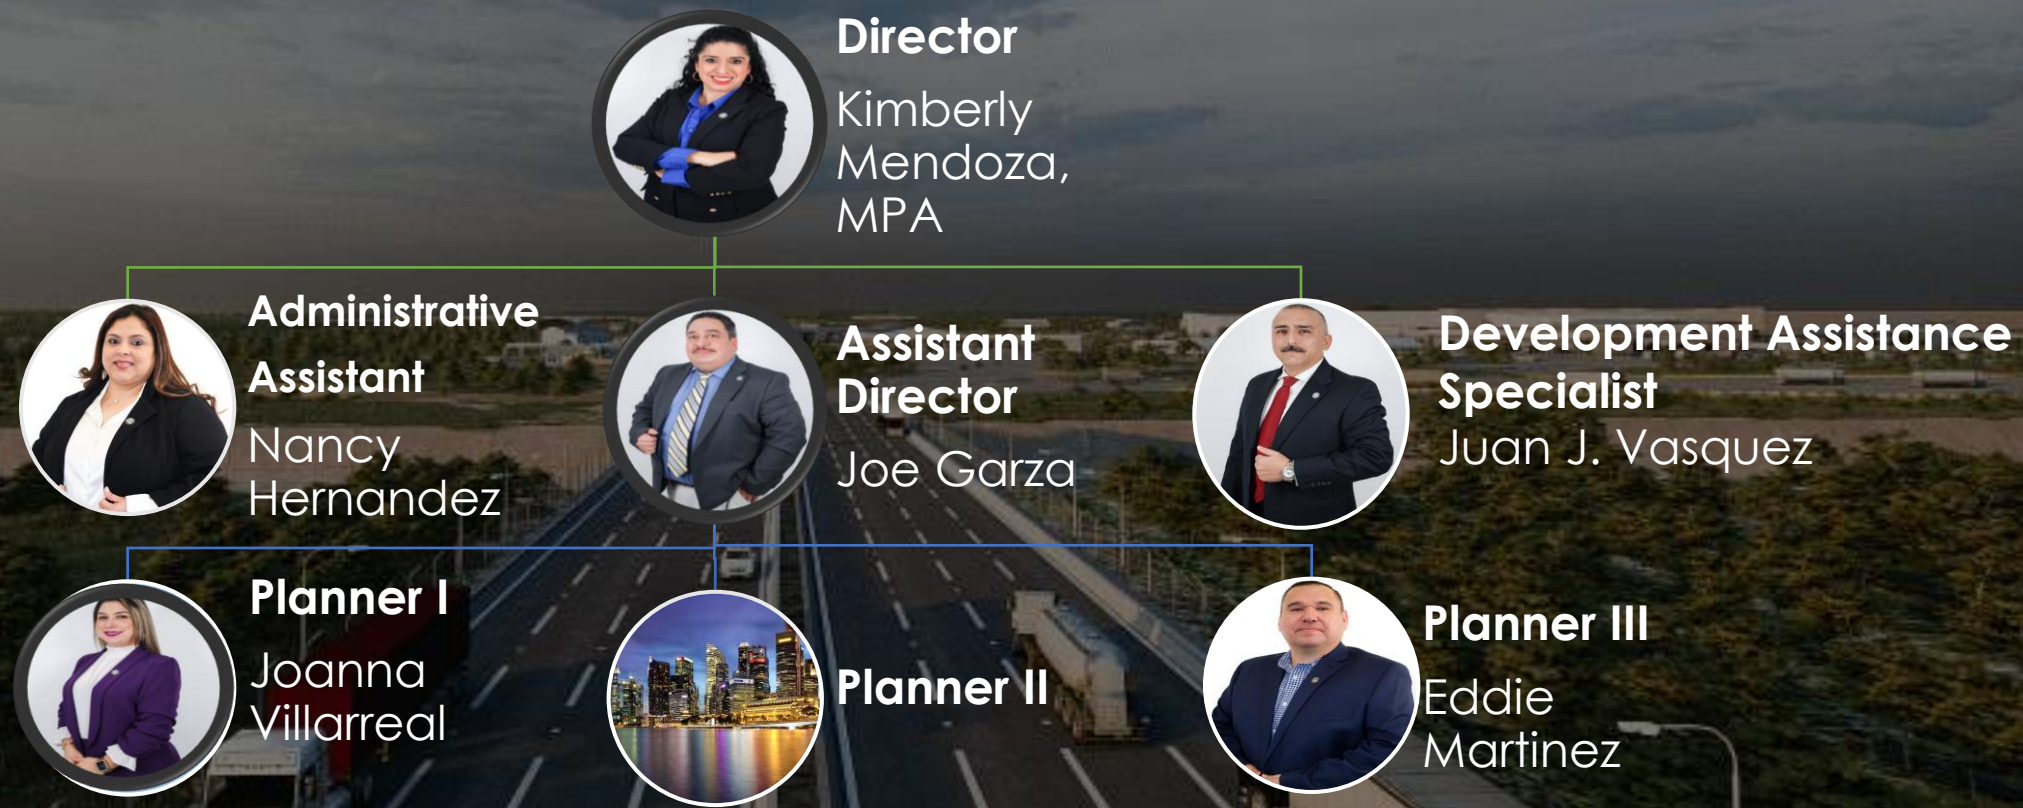 Director
Kimberly
Mendoza,
MPA
Administrative
Assistant
Nancy
Hernandez
Assistant
Director
Joe Garza
Development Assistance
Specialist
Juan J. Vasquez
Planner I
Joanna
Villarreal
Planner II
Planner III
Eddie
Martinez